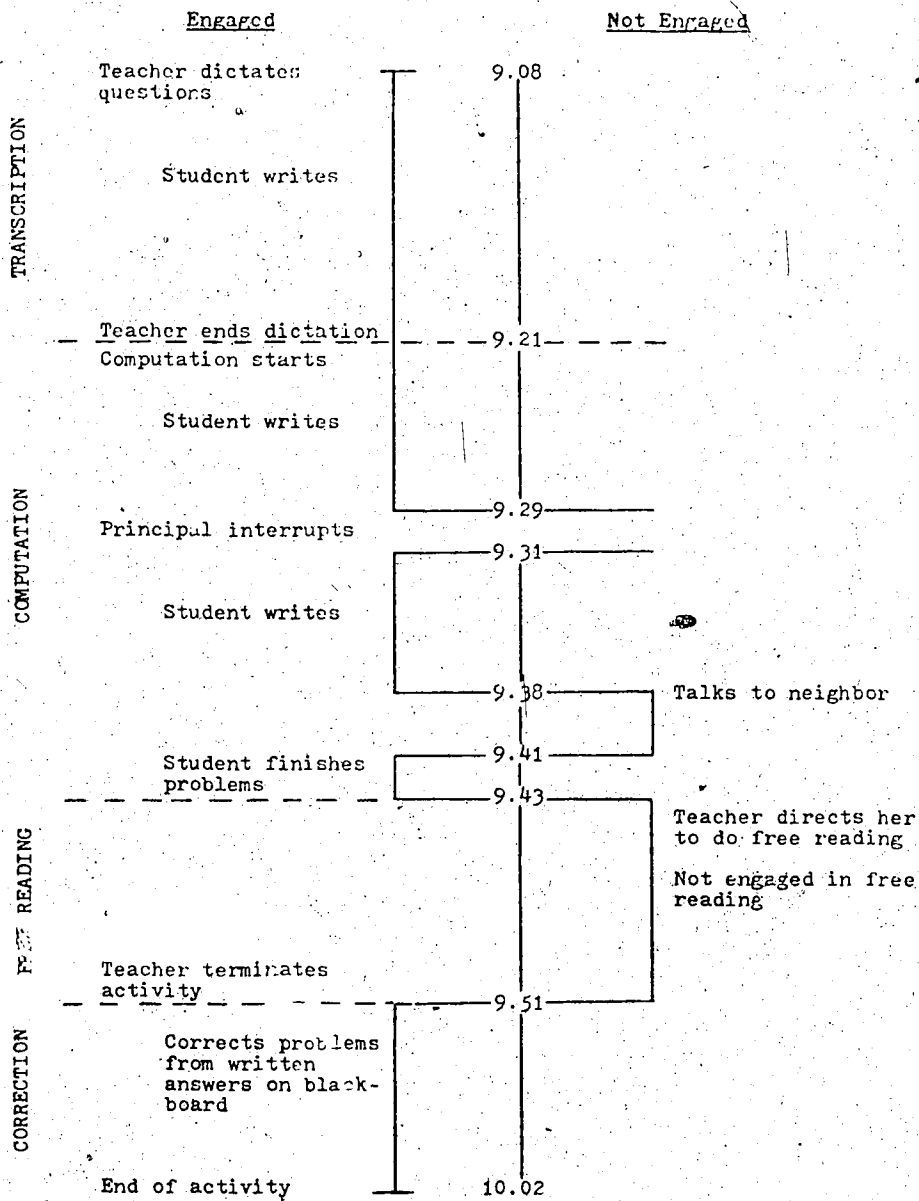 Engaged
Not Engaged
Teacher dictates
questions
9.08
TRANSCRIPTION
Student writes
Teacher ends dictation
9.21
Computation starts
Student writes
COMPUTATION
9.29
Principal interrupts
9.31
Student writes
9.38
Talks to neighbor
9.41
Student finishes
problems
9.43
Teacher directs her
to do free reading
Not engaged in free
reading
FREE READING
Teacher terminates
activity
9.51
CORRECTION
Corrects problems
from written
answers on black-
board
End of activity
10.02